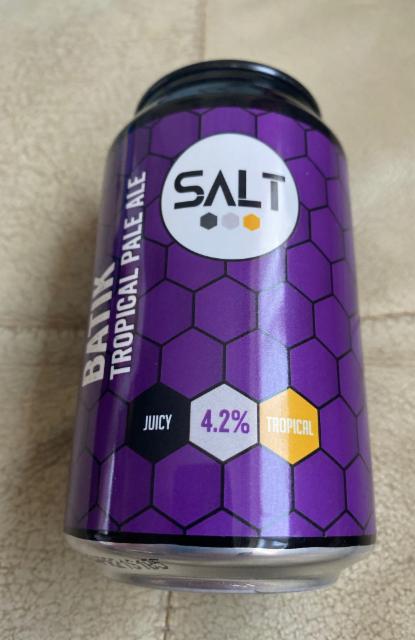 SALT
BATIK
TROPICAL PALE ALE
JUICY
4.2%
TROPICAL